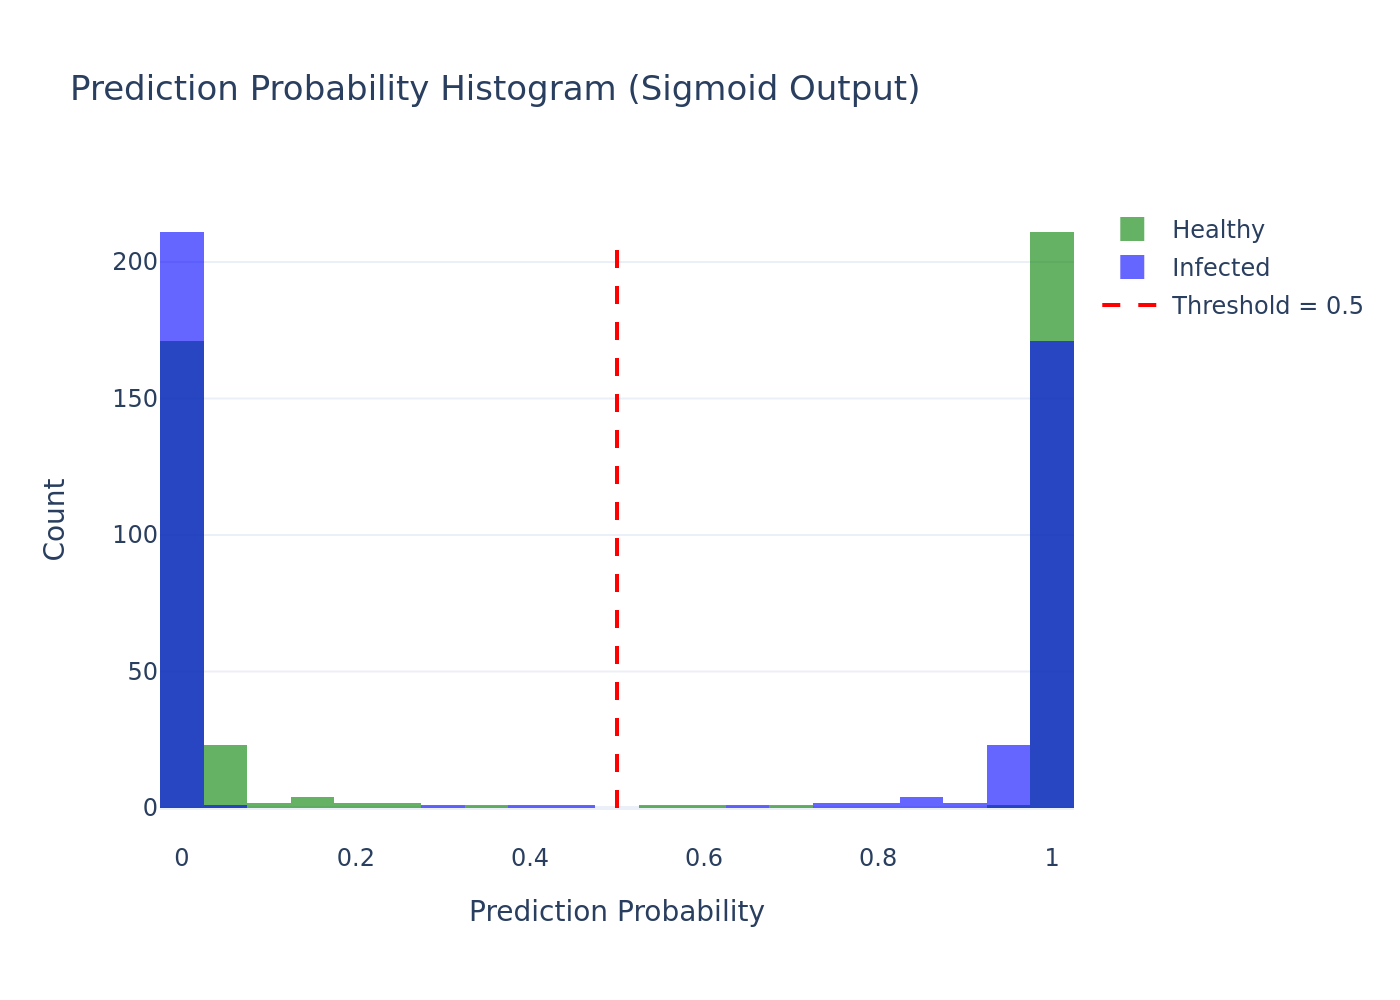 Prediction Probability Histogram (Sigmoid Output)
Healthy
Infected
Threshold = 0.5
200
150
100
50
0
Count
0 0.2 0.4 0.6 0.8 1
Prediction Probability